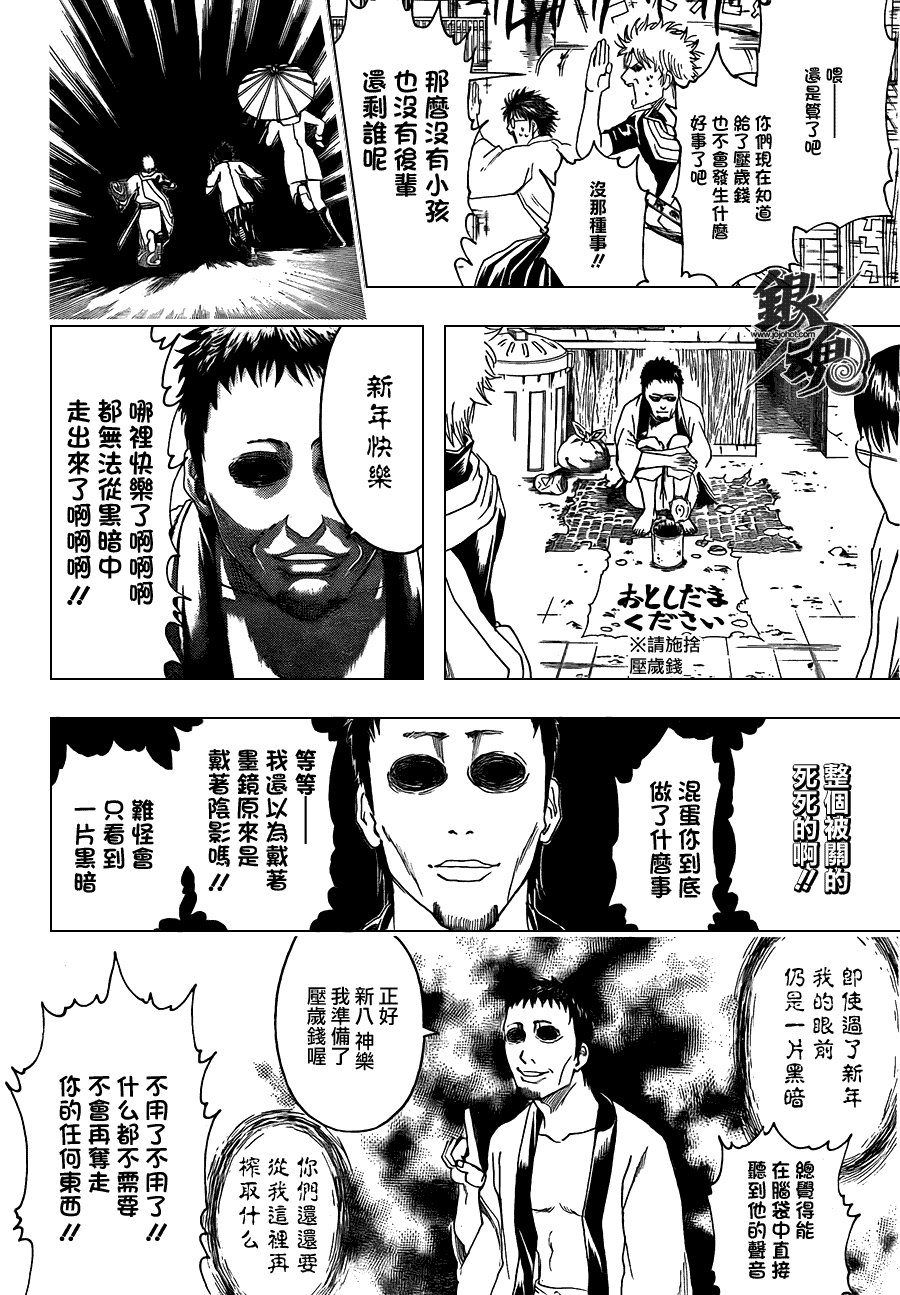 喂——
還是算了吧
你們現在知道
給了壓歲錢
也不會發生什麼
好事了吧
沒那種事!!
那麼沒有小孩
也沒有後輩
還剩誰呢
銀魂
www.jojohot.com
おとしだま
ください
※請施捨
壓歲錢
新年快樂
哪裡快樂了啊啊啊
都無法從黑暗中
走出來了啊啊啊!!
整個被關的
死死的啊!!
混蛋你到底
做了什麼事
等等——
我還以為戴著
墨鏡原來是
戴著陰影嗎!!
難怪會
只看到
一片黑暗
即使過了新年
我的眼前
仍是一片黑暗
總覺得能
在腦袋中直接
聽到他的聲音
正好
新八 神樂
我準備了
壓歲錢喔
你們還還要
從我這裡再
榨取什么
不用了不用了!!
什么都不需要
不會再奪走
你的任何東西!!